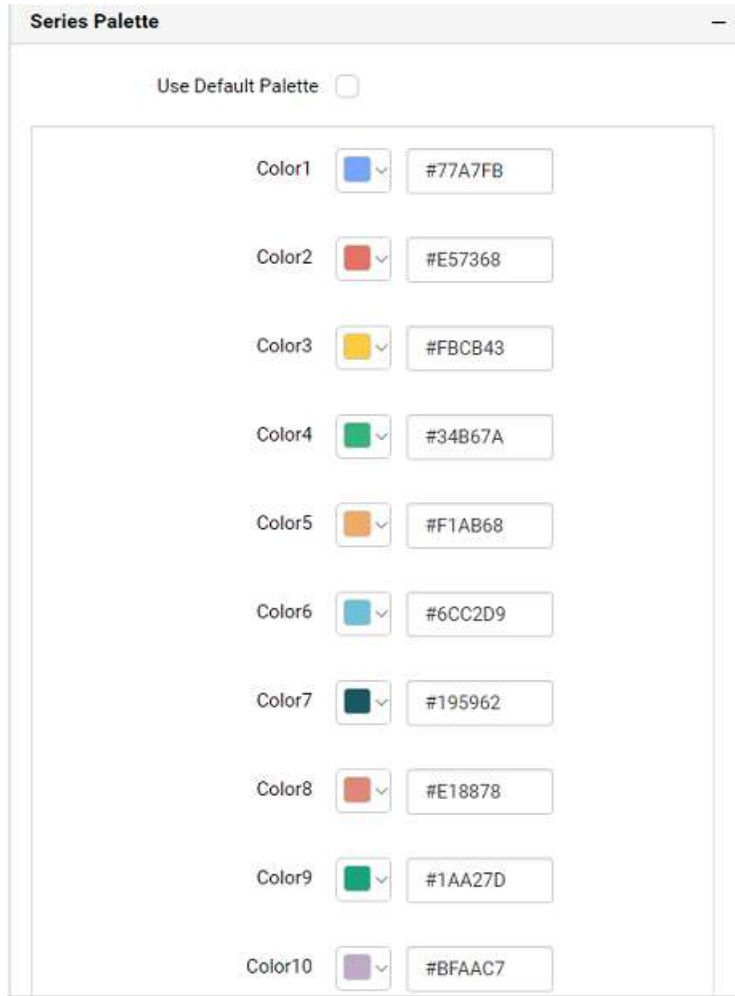 Series Palette
Use Default Palette
Color1 #77A7FB
Color2 #E57368
Color3 #FBCB43
Color4 #34B67A
Color5 #F1AB68
Color6 #6CC2D9
Color7 #195962
Color8 #E18878
Color9 #1AA27D
Color10 #BFAAC7